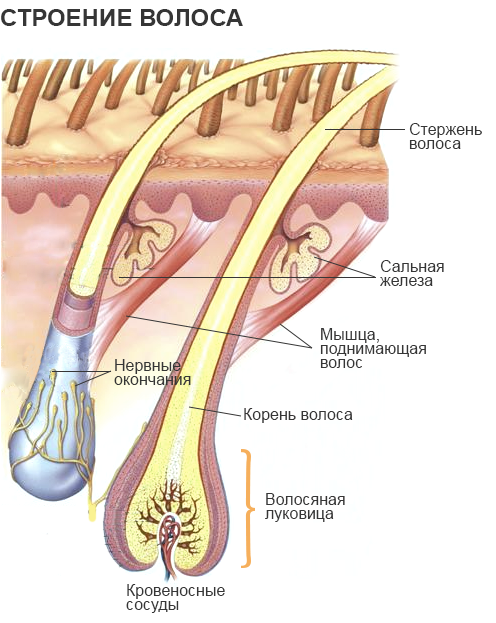 СТРОЕНИЕ ВОЛОСА
Стержень
волоса
Сальная
железа
Мышца,
поднимающая
волос
Нервные
окончания
Корень волоса
Волосяная
луковица
Кровеносные
сосуды